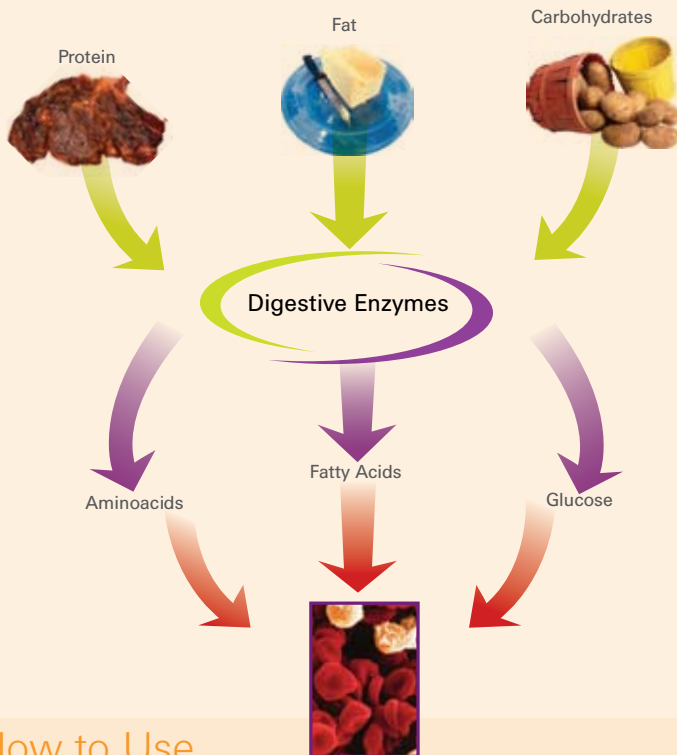 Carbohydrates
Fat
Protein
Digestive Enzymes
Fatty Acids
Aminoacids
Glucose
How to Use